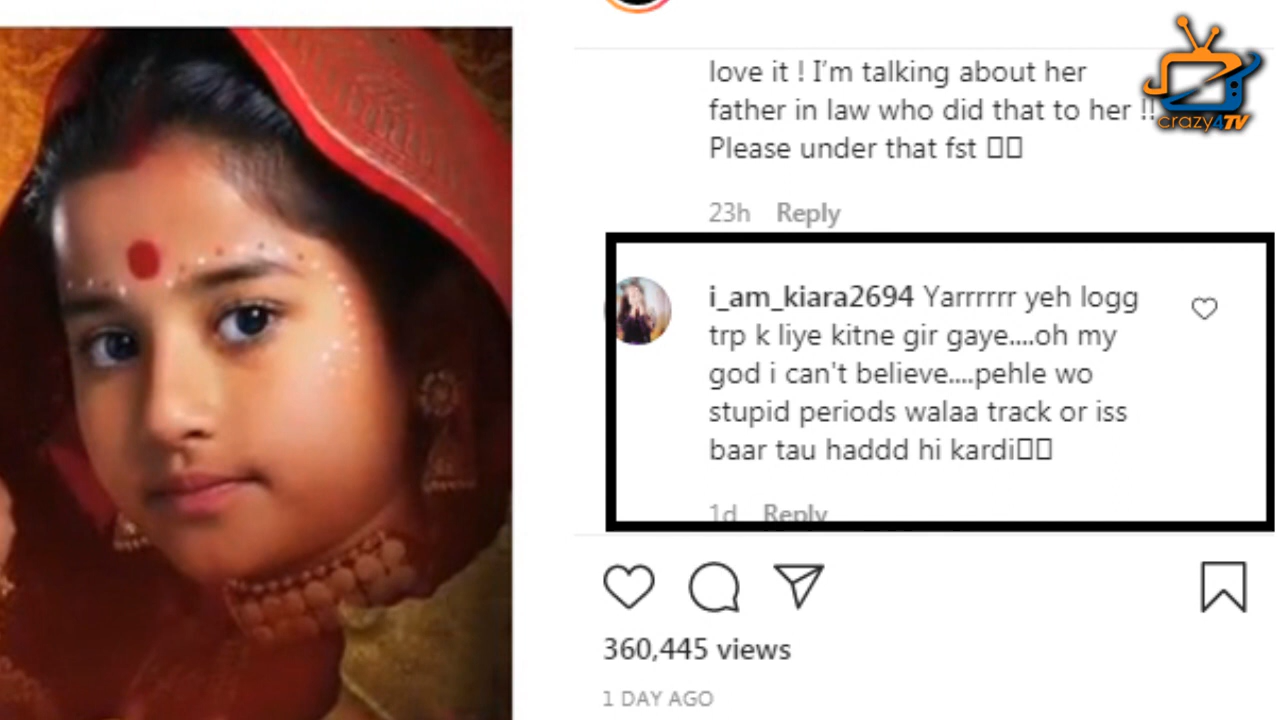 love it ! I’m talking about her
father in law who did that to her !!
Please under that fst
23h Reply
i_am_kiara2694 Yarrrrrr yeh logg
trp k liye kitne gir gaye....oh my
god i can't believe....pehle wo
stupid periods walaa track or iss
baar tau haddd hi kardi
1d Reply
360,445 views
1 DAY AGO
crazy4TV